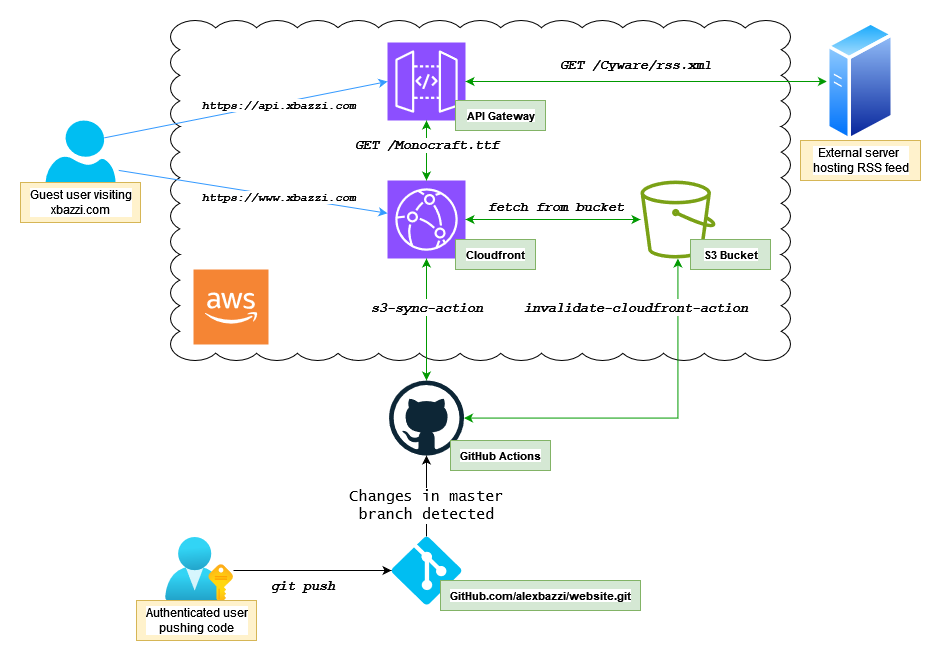 GET /Cyware/rss.xml
https://api.xbazzi.com
API Gateway
GET /Monocraft.ttf
External server
hosting RSS feed
Guest user visiting
xbazzi.com
https://www.xbazzi.com
fetch from bucket
Cloudfront
S3 Bucket
aws
s3-sync-action
invalidate-cloudfront-action
GitHub Actions
Changes in master
branch detected
git push
GitHub.com/alexbazzi/website.git
Authenticated user
pushing code